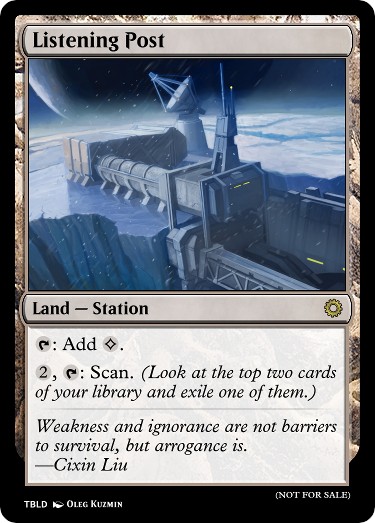 Listening Post
Land — Station
: Add .
2, : Scan. (Look at the top two cards
of your library and exile one of them.)
Weakness and ignorance are not barriers
to survival, but arrogance is.
—Cixin Liu
TBLD Oleg Kuzmin
(NOT FOR SALE)